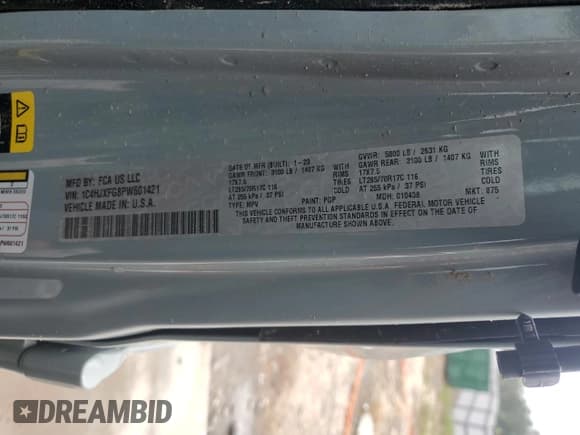 MFD BY: FCA US LLC
VIN: 1C4HJXFG8PW601421
VEHICLE MADE IN: U.S.A.
DATE OF MFR (BUILT): 1-23
GAWR FRONT: 3100 LB / 1407 KG WITH
17X7.5 RIMS
LT285/70R17C 116 TIRES
AT 255 kPa / 37 PSI COLD
TYPE: MPV
GVWR: 5800 LB / 2631 KG
GAWR REAR: 3100 LB / 1407 KG WITH
17X7.5 RIMS
LT285/70R17C 116 TIRES
AT 255 kPa / 37 PSI COLD
PAINT: PGP MDH: 010438 MKT: 875
THIS VEHICLE CONFORMS TO ALL APPLICABLE U.S.A. FEDERAL MOTOR VEHICLE
SAFETY AND THEFT PREVENTION STANDARDS IN EFFECT ON THE DATE OF
MANUFACTURE SHOWN ABOVE.
PW601421
DREAMBID